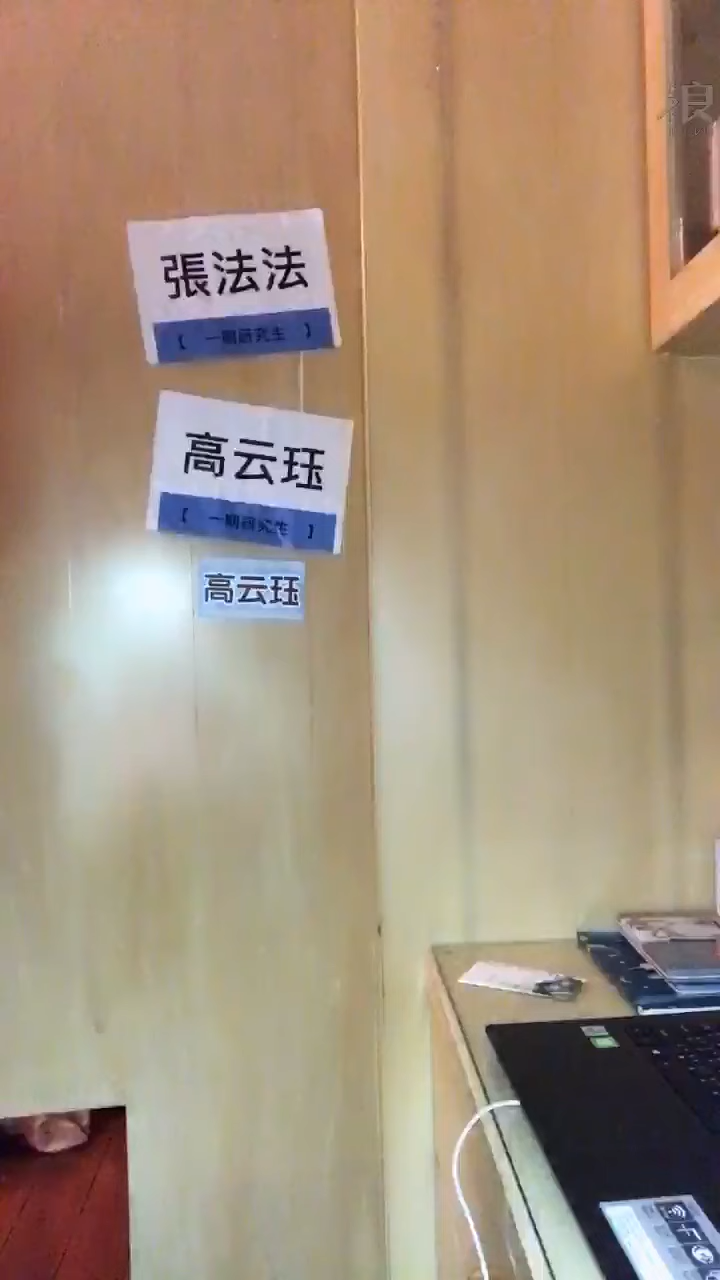 浪
張法法
【 一期研究生 】
高云珏
【 一期研究生 】
高云珏